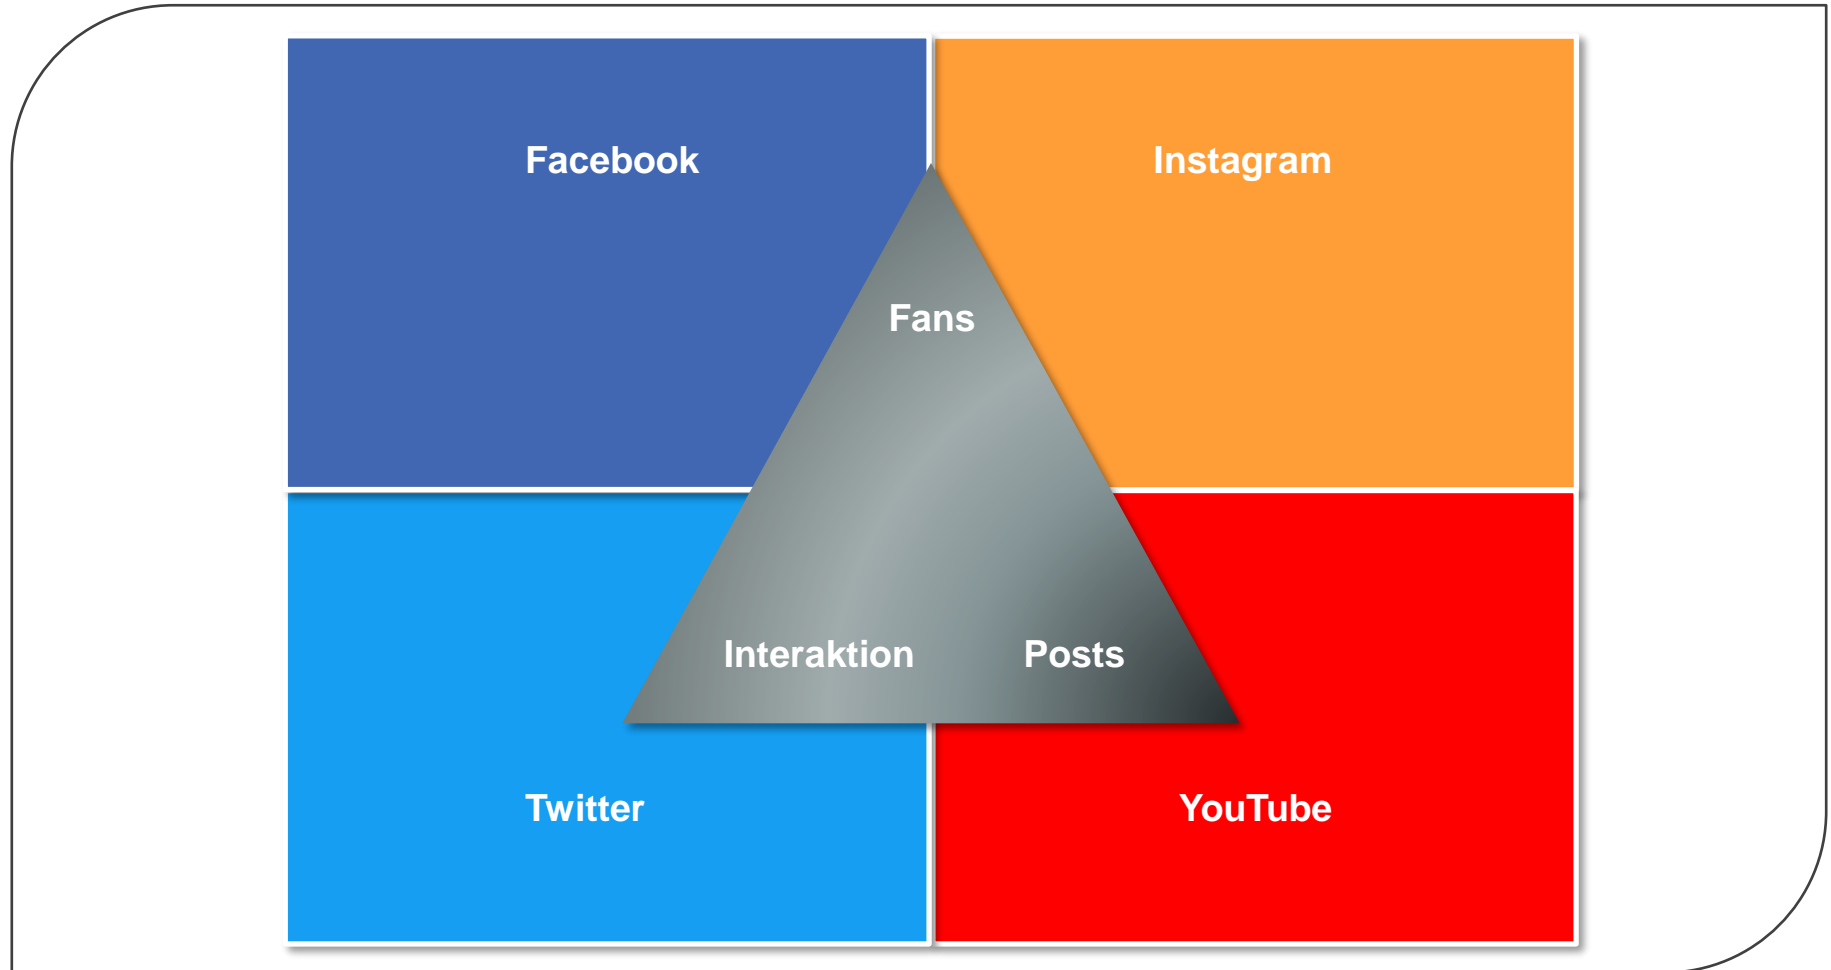 Facebook
Instagram
Fans
Interaktion
Posts
Twitter
YouTube